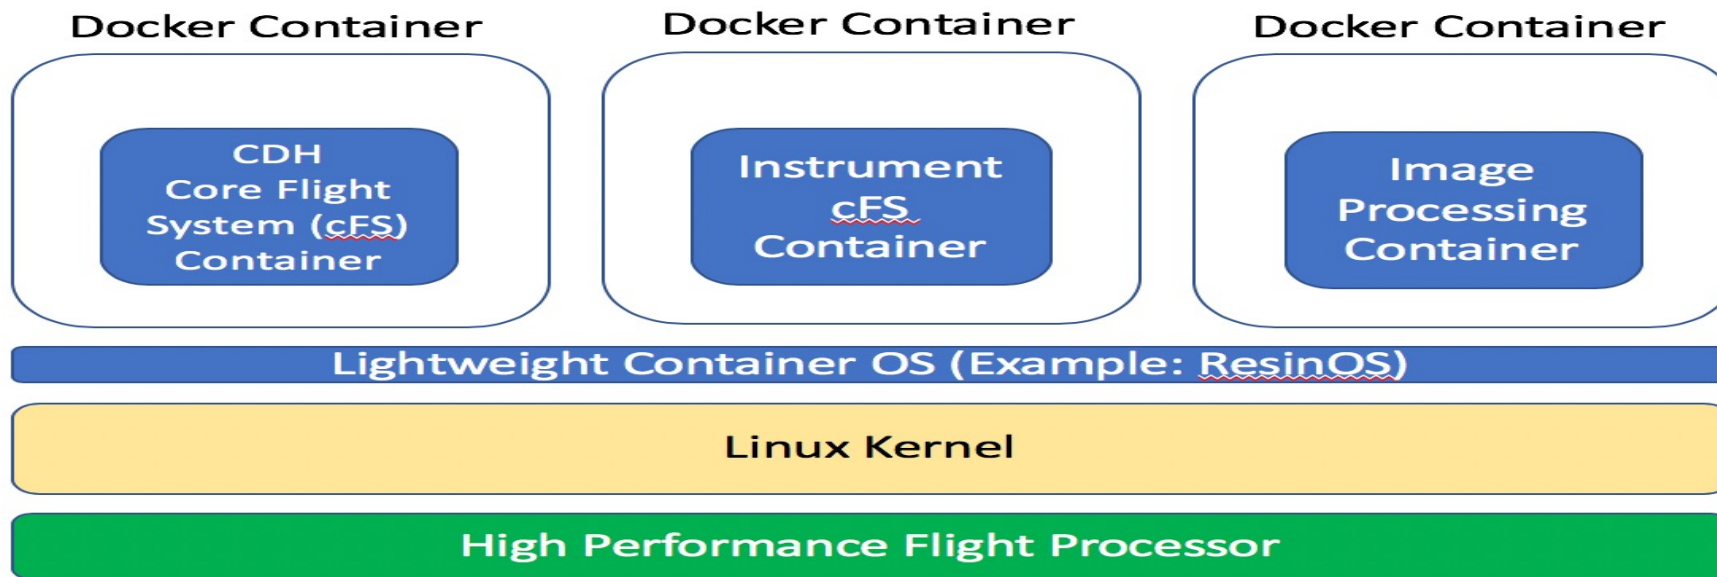 Docker Container
Docker Container
Docker Container
CDH
Core Flight
System (cFS)
Container
Instrument
cFS
Container
Image
Processing
Container
Lightweight Container OS (Example: ResinOS)
Linux Kernel
High Performance Flight Processor